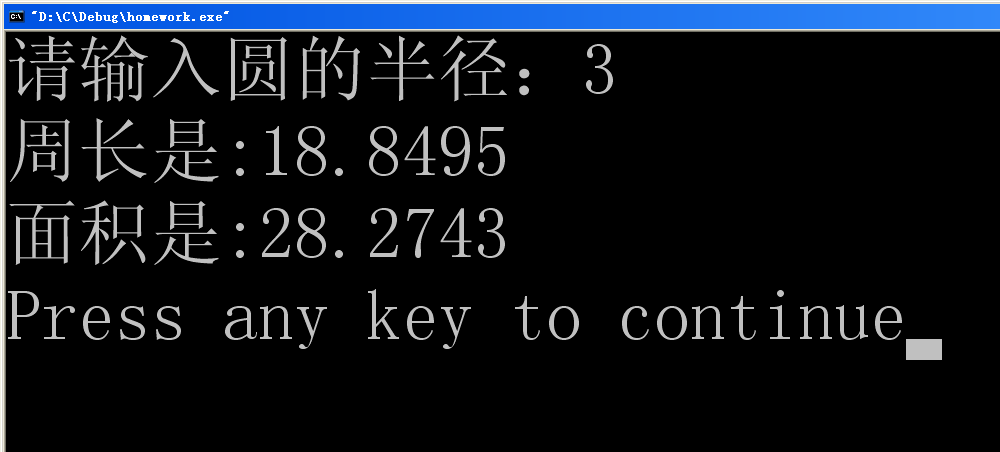 "D:\C\Debug\homework.exe"
请输入圆的半径：3
周长是:18.8495
面积是:28.2743
Press any key to continue